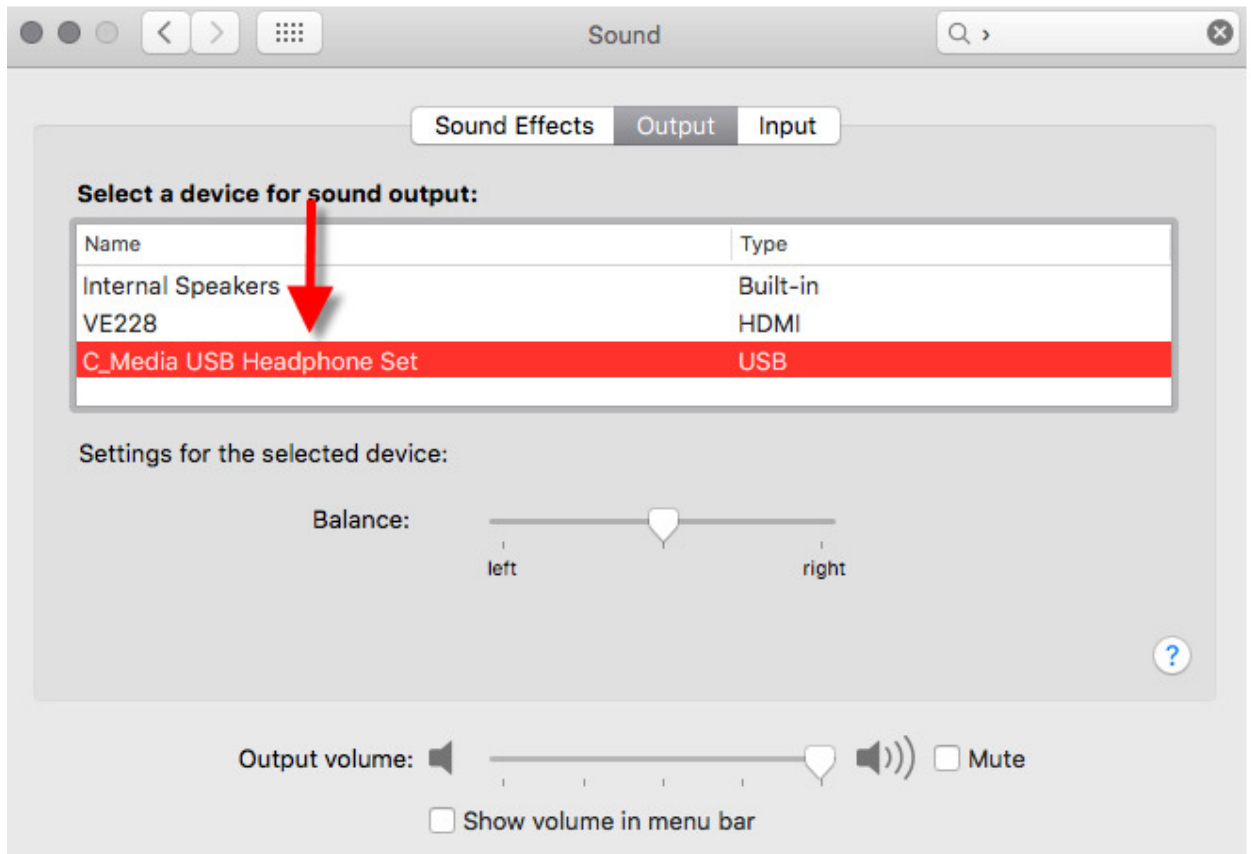 Sound
›
Sound Effects Output Input
Select a device for sound output:
Name Type
Internal Speakers Built-in
VE228 HDMI
C_Media USB Headphone Set USB
Settings for the selected device:
Balance:
left right
?
Output volume: Mute
Show volume in menu bar